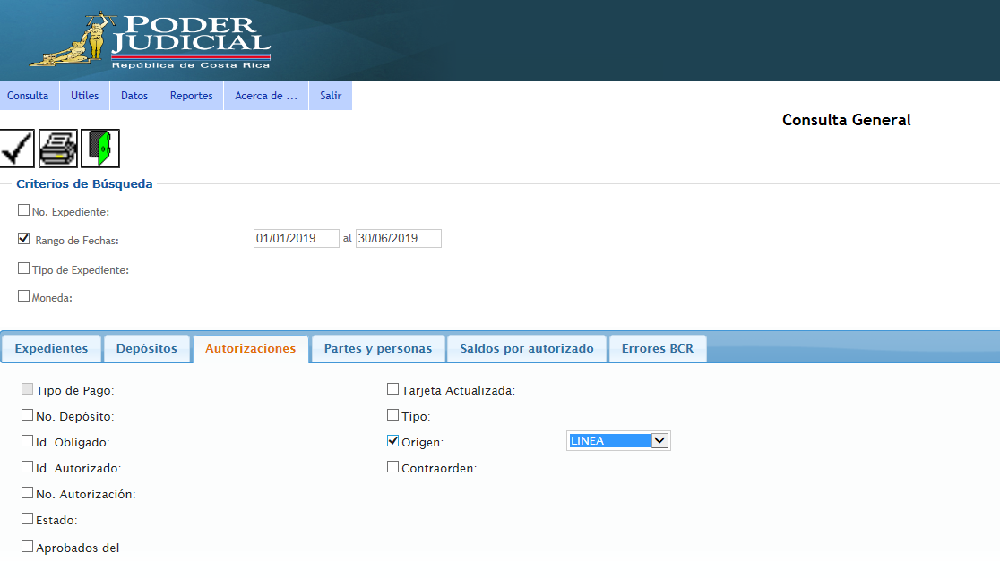 PODER
JUDICIAL
República de Costa Rica
Consulta Utiles Datos Reportes Acerca de ... Salir
Consulta General
Criterios de Búsqueda
No. Expediente:
Rango de Fechas: 01/01/2019 al 30/06/2019
Tipo de Expediente:
Moneda:
Expedientes Depósitos Autorizaciones Partes y personas Saldos por autorizado Errores BCR
Tipo de Pago: Tarjeta Actualizada:
No. Depósito: Tipo:
Id. Obligado: Origen: LINEA
Id. Autorizado: Contraorden:
No. Autorización:
Estado:
Aprobados del